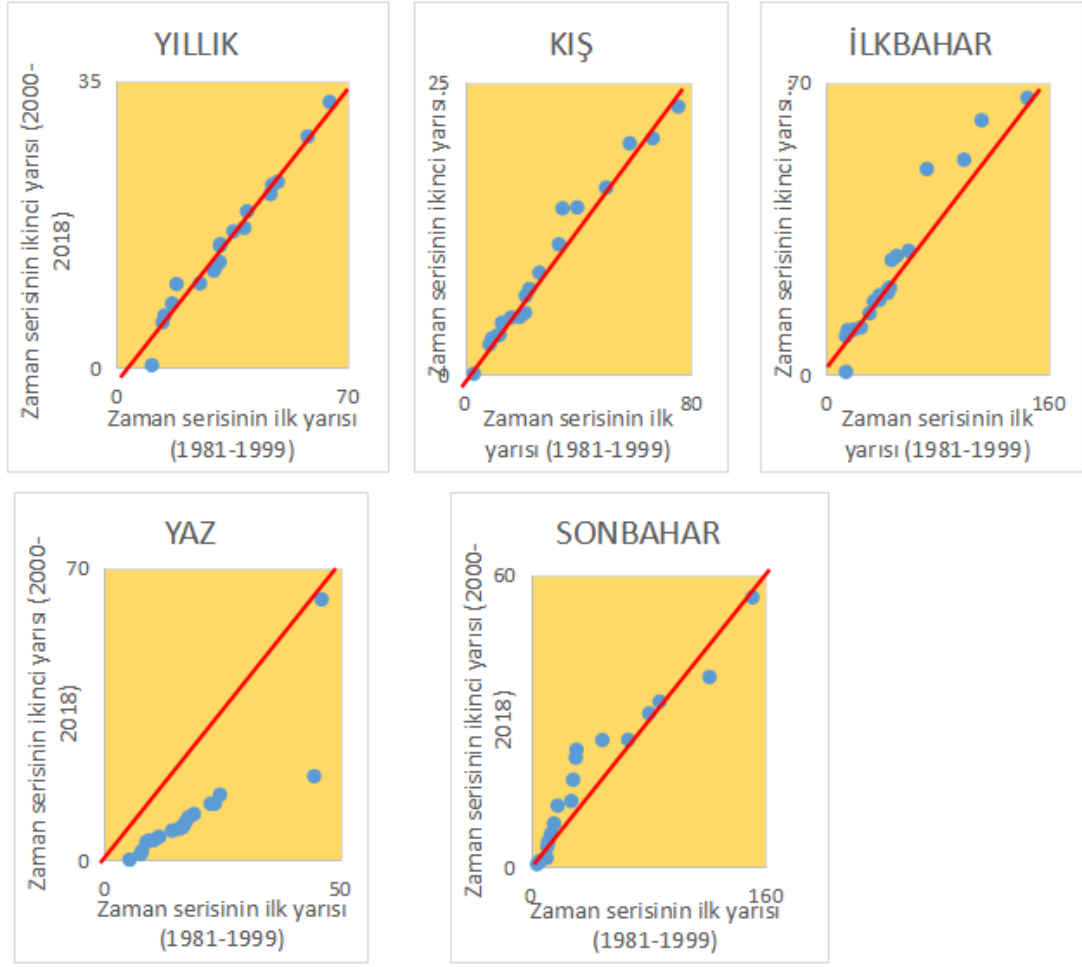 YILLIK
Zaman serisinin ikinci yarısı (2000-
2018)
35
0
0
70
Zaman serisinin ilk yarısı
(1981-1999)
KIŞ
Zaman serisinin ikinci yarısı…
25
0
0
80
Zaman serisinin ilk
yarısı (1981-1999)
İLKBAHAR
Zaman serisinin ikinci yarısı…
70
0
0
160
Zaman serisinin ilk
yarısı (1981-1999)
YAZ
Zaman serisinin ikinci yarısı (2000-
2018)
70
0
0
50
Zaman serisinin ilk yarısı
(1981-1999)
SONBAHAR
Zaman serisinin ikinci yarısı (2000-
2018)
60
0
0
160
Zaman serisinin ilk yarısı
(1981-1999)